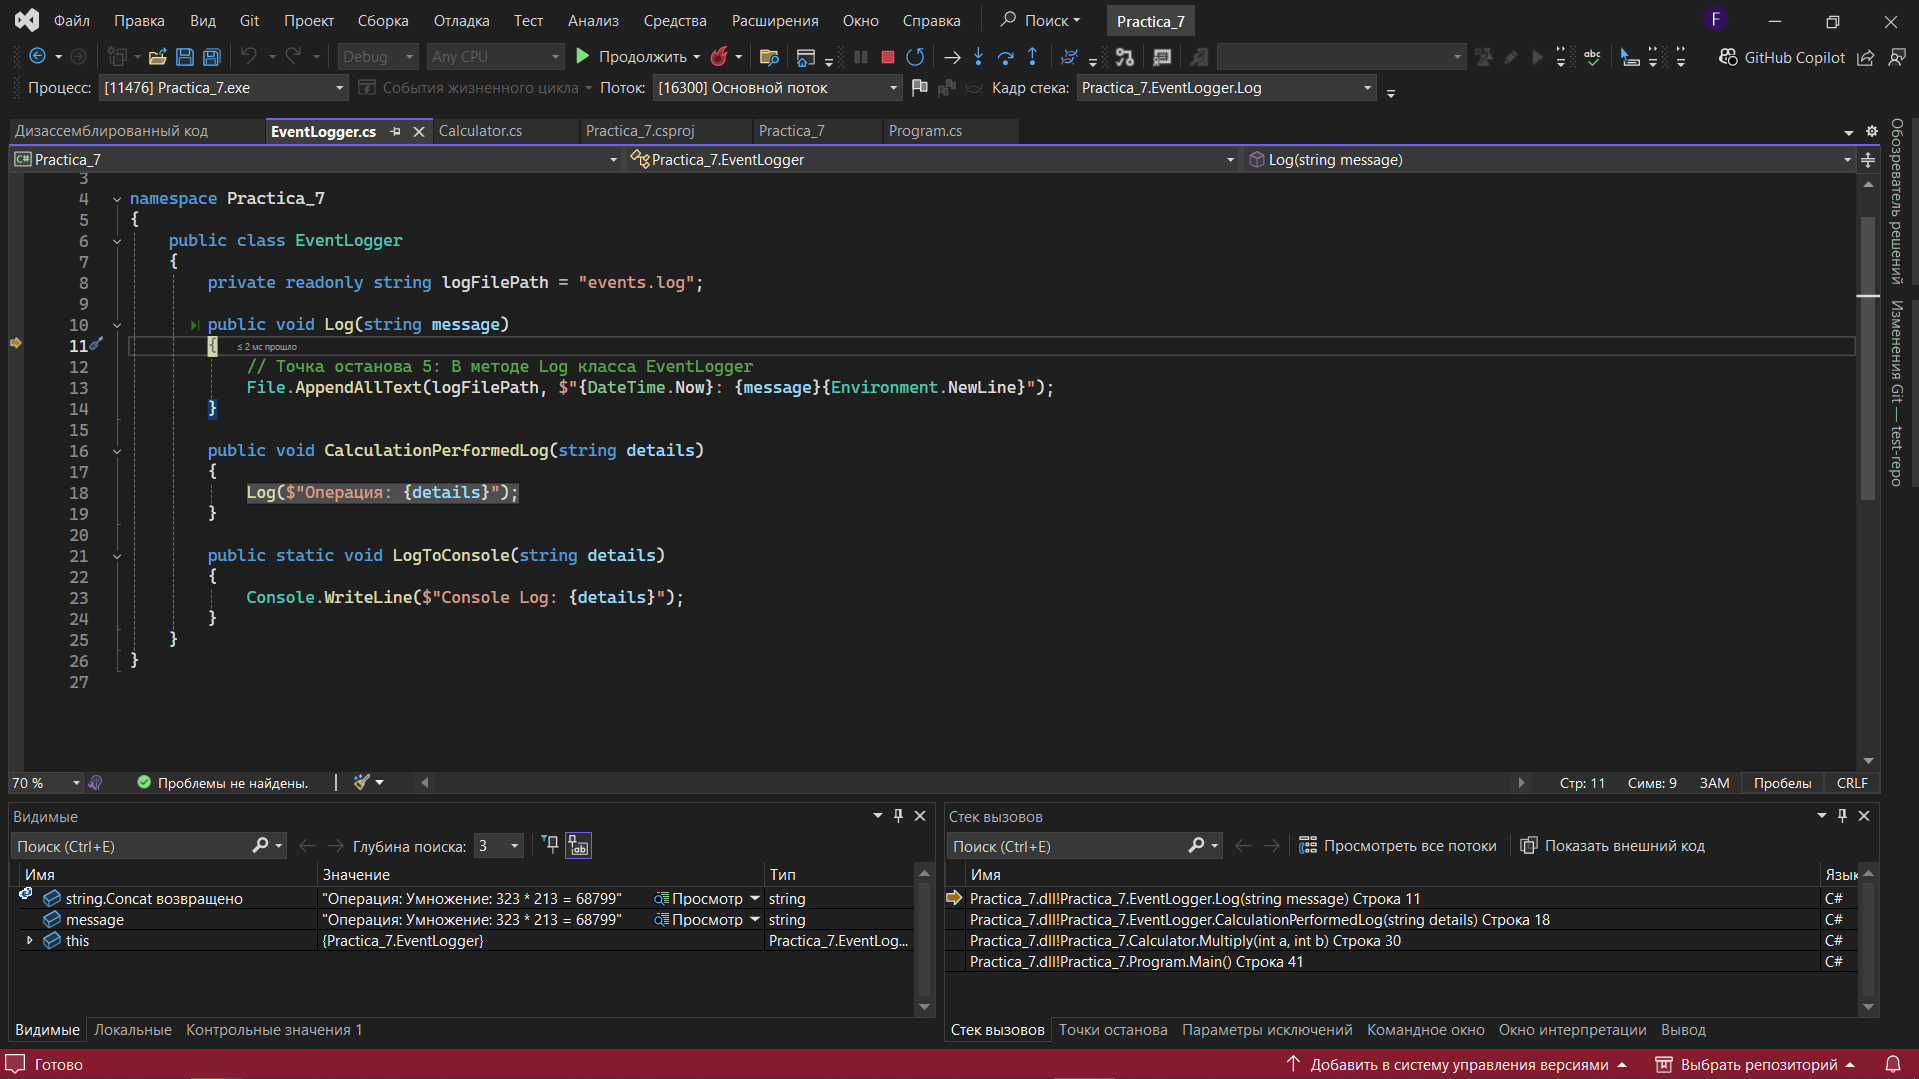 Файл Правка Вид Git Проект Сборка Отладка Тест Анализ Средства Расширения Окно Справка Поиск Practica_7 F
Debug Any CPU Продолжить GitHub Copilot
Процесс: [11476] Practica_7.exe События жизненного цикла Поток: [16300] Основной поток Кадр стека: Practica_7.EventLogger.Log
Дизассемблированный код EventLogger.cs Calculator.cs Practica_7.csproj Practica_7 Program.cs
C# Practica_7 Practica_7.EventLogger Log(string message)
3
4 namespace Practica_7
5 {
6 public class EventLogger
7 {
8 private readonly string logFilePath = "events.log";
9
10 public void Log(string message)
11 { ≤ 2 мс прошло
12 // Точка останова 5: В методе Log класса EventLogger
13 File.AppendAllText(logFilePath, $"{DateTime.Now}: {message}{Environment.NewLine}");
14 }
15
16 public void CalculationPerformedLog(string details)
17 {
18 Log($"Операция: {details}");
19 }
20
21 public static void LogToConsole(string details)
22 {
23 Console.WriteLine($"Console Log: {details}");
24 }
25 }
26 }
27
Обозреватель решений
Изменения Git — test-repo
70 % Проблемы не найдены. Стр: 11 Симв: 9 ЗАМ Пробелы CRLF
Видимые
Поиск (Ctrl+E) Глубина поиска: 3
Имя Значение Тип
string.Concat возвращено "Операция: Умножение: 323 * 213 = 68799" Просмотр string
message "Операция: Умножение: 323 * 213 = 68799" Просмотр string
this {Practica_7.EventLogger} Practica_7.EventLog...
Видимые Локальные Контрольные значения 1
Стек вызовов
Поиск (Ctrl+E) Просмотреть все потоки Показать внешний код
Имя Язык
Practica_7.dll!Practica_7.EventLogger.Log(string message) Строка 11 C#
Practica_7.dll!Practica_7.EventLogger.CalculationPerformedLog(string details) Строка 18 C#
Practica_7.dll!Practica_7.Calculator.Multiply(int a, int b) Строка 30 C#
Practica_7.dll!Practica_7.Program.Main() Строка 41 C#
Стек вызовов Точки останова Параметры исключений Командное окно Окно интерпретации Вывод
Готово Добавить в систему управления версиями Выбрать репозиторий